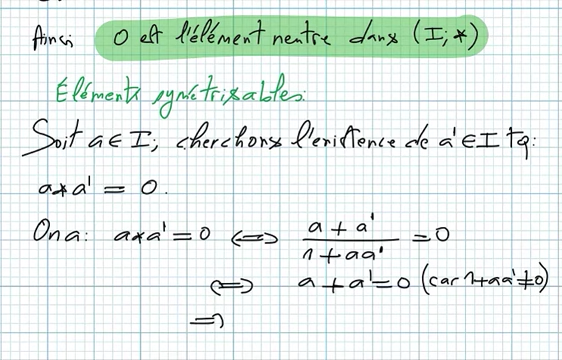 Ainsi 0 est l'élément neutre dans (I; *)
Éléments symétrisables:
Soit a ∈ I; cherchons l'existence de a' ∈ I tq:
a * a' = 0.
On a: a * a' = 0 ⟺ (a + a') / (1 + aa') = 0
⟺ a + a' = 0 (car 1 + aa' ≠ 0)
⟹